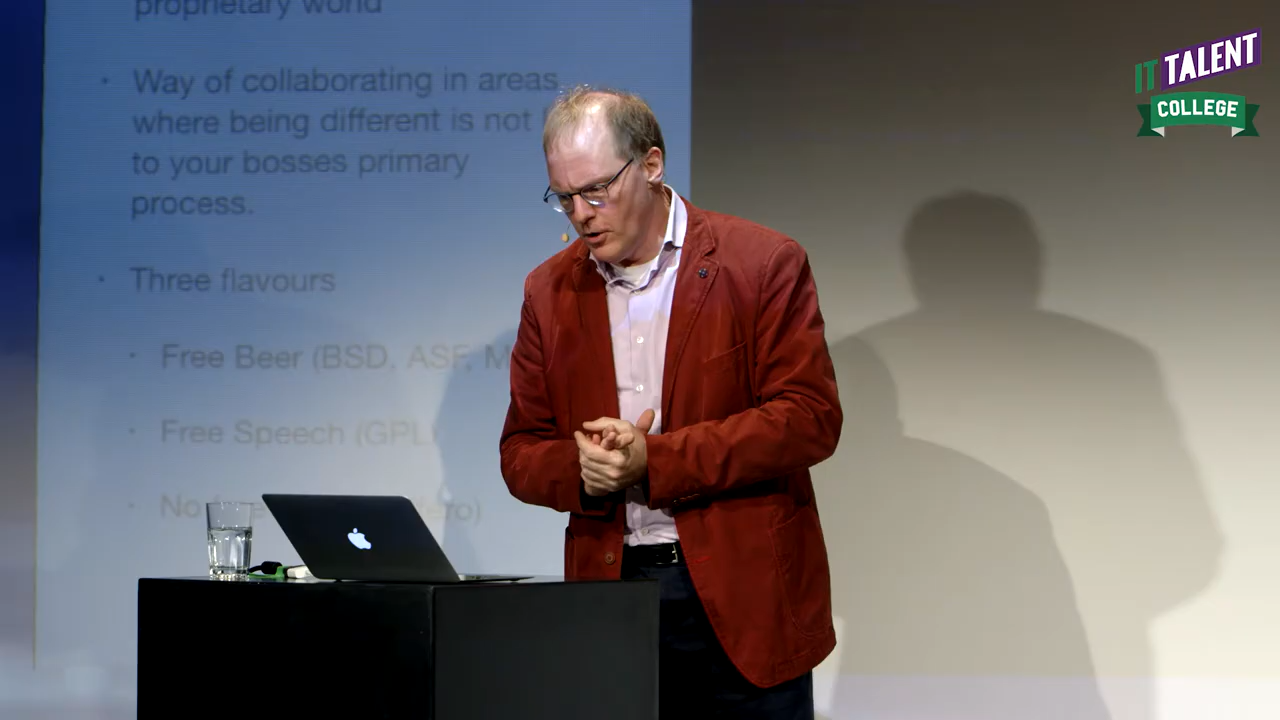 proprietary world
Way of collaborating in areas
where being different is not
to your bosses primary
process.
Three flavours
Free Beer (BSD, ASF,
Free Speech (GPL
No
IT TALENT
COLLEGE